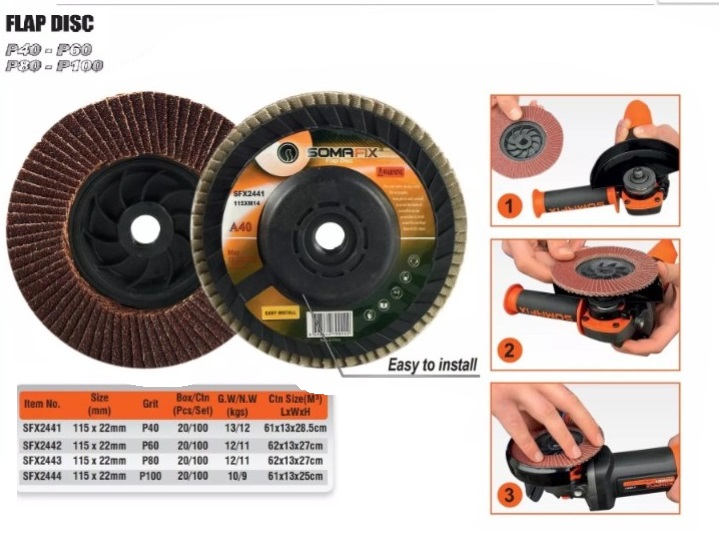 FLAP DISC
P40 - P60
P80 - P100
SOMAFIX
SFX2441
115XM14
A40
EASY INSTALL
Easy to install
1
2
3
Item No. Size (mm) Grit Box/Ctn (Pcs/Set) G.W/N.W (kgs) Ctn Size(M³) LxWxH
SFX2441 115 x 22mm P40 20/100 13/12 61x13x28.5cm
SFX2442 115 x 22mm P60 20/100 12/11 62x13x27cm
SFX2443 115 x 22mm P80 20/100 12/11 62x13x27cm
SFX2444 115 x 22mm P100 20/100 10/9 61x13x25cm